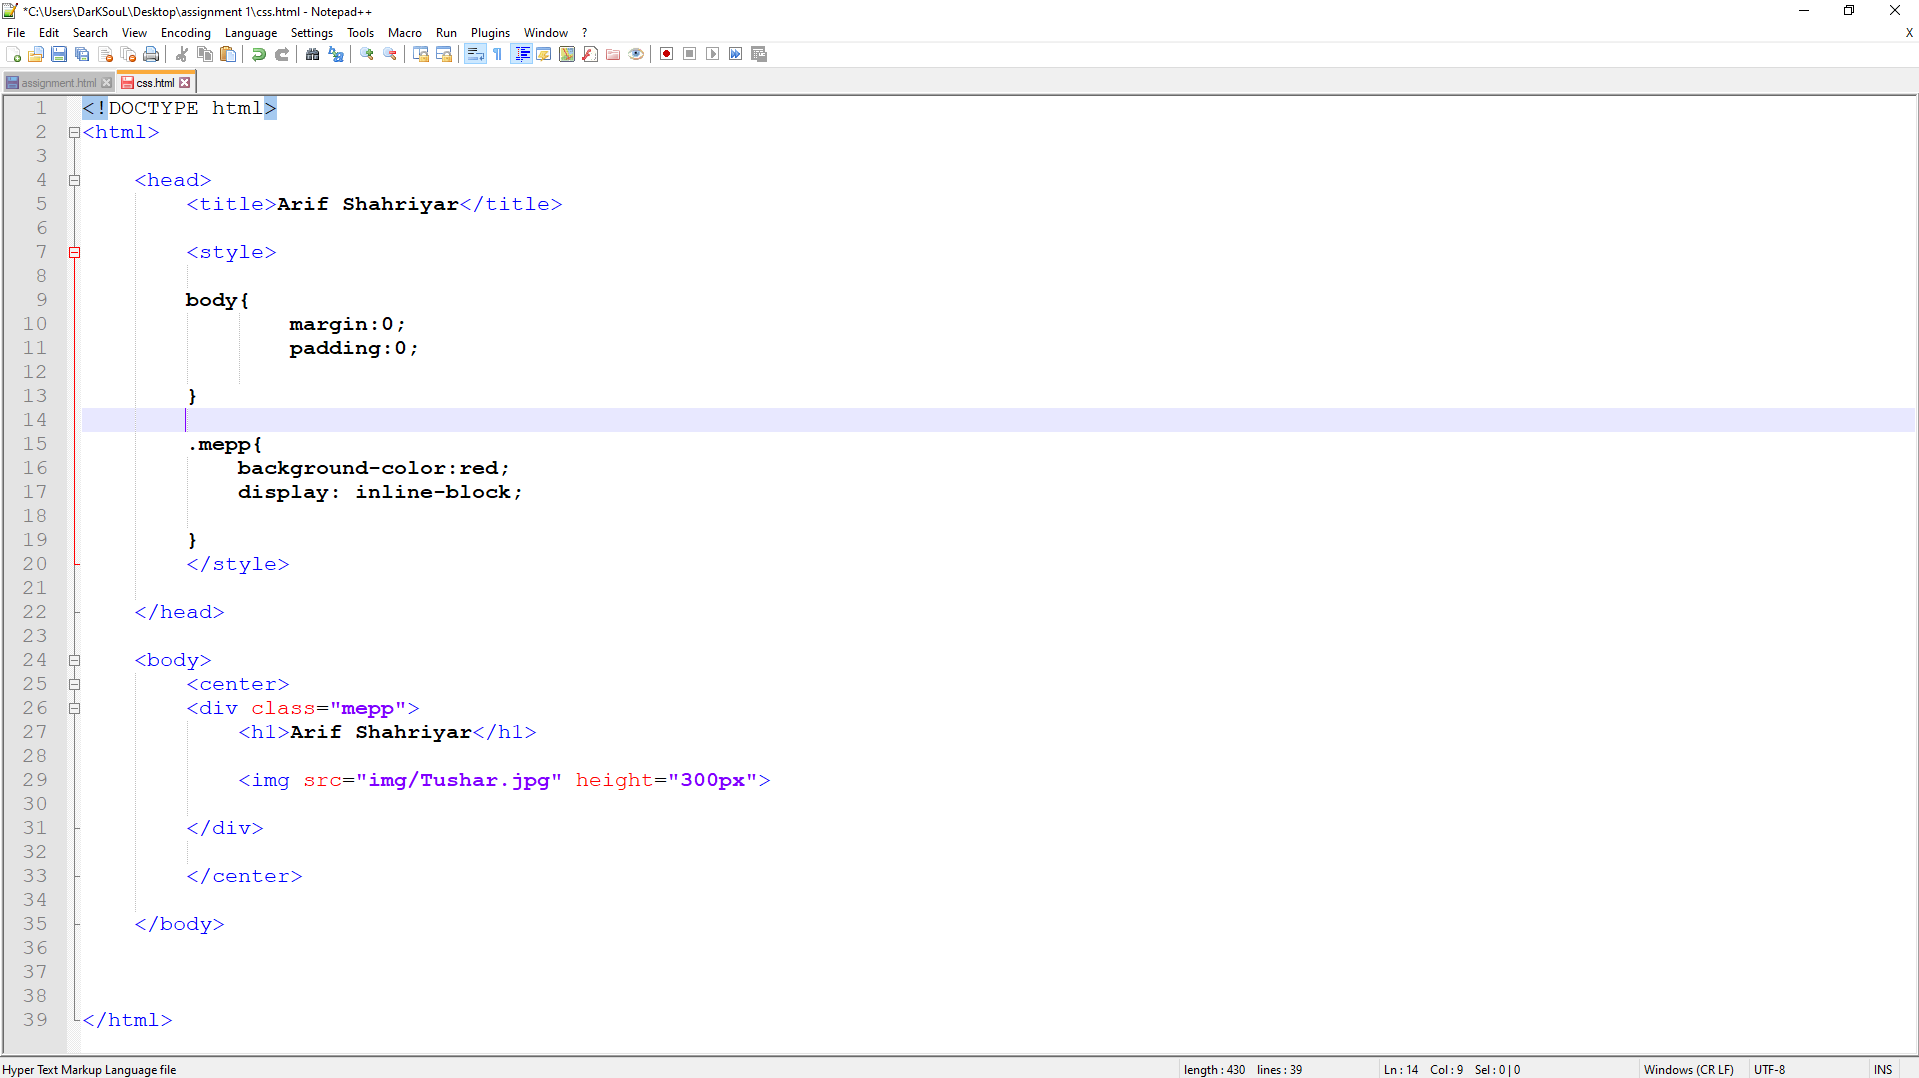 *C:\Users\DarKSouL\Desktop\assignment 1\css.html - Notepad++
File Edit Search View Encoding Language Settings Tools Macro Run Plugins Window ? X
assignment.html css.html
1 <!DOCTYPE html>
2 <html>
3
4 <head>
5 <title>Arif Shahriyar</title>
6
7 <style>
8
9 body{
10 margin:0;
11 padding:0;
12
13 }
14
15 .mepp{
16 background-color:red;
17 display: inline-block;
18
19 }
20 </style>
21
22 </head>
23
24 <body>
25 <center>
26 <div class="mepp">
27 <h1>Arif Shahriyar</h1>
28
29 <img src="img/Tushar.jpg" height="300px">
30
31 </div>
32
33 </center>
34
35 </body>
36
37
38
39 </html>
Hyper Text Markup Language file length : 430 lines : 39 Ln : 14 Col : 9 Sel : 0 | 0 Windows (CR LF) UTF-8 INS